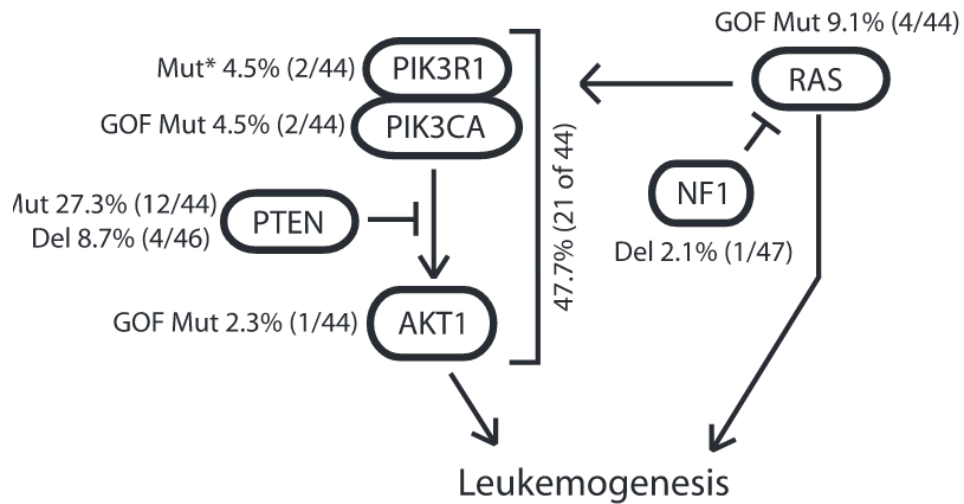 GOF Mut 9.1% (4/44)
Mut* 4.5% (2/44)
PIK3R1
RAS
GOF Mut 4.5% (2/44)
PIK3CA
47.7% (21 of 44)
NF1
Mut 27.3% (12/44)
Del 8.7% (4/46)
PTEN
Del 2.1% (1/47)
GOF Mut 2.3% (1/44)
AKT1
Leukemogenesis